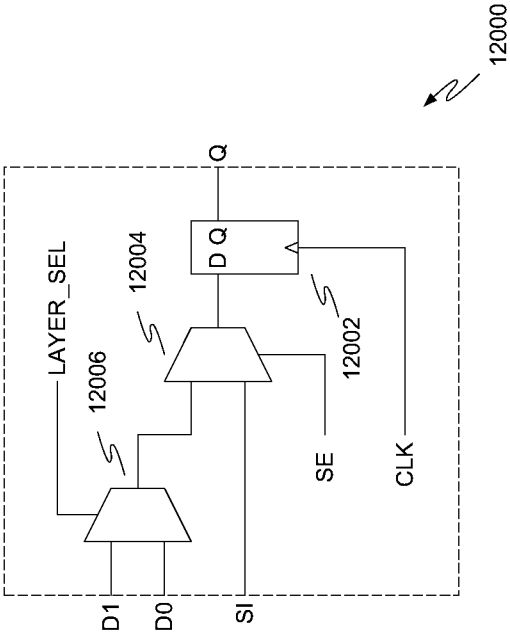 12000
LAYER_SEL
12006
12004
D1
D0
SI
SE
CLK
D Q
Q
12002